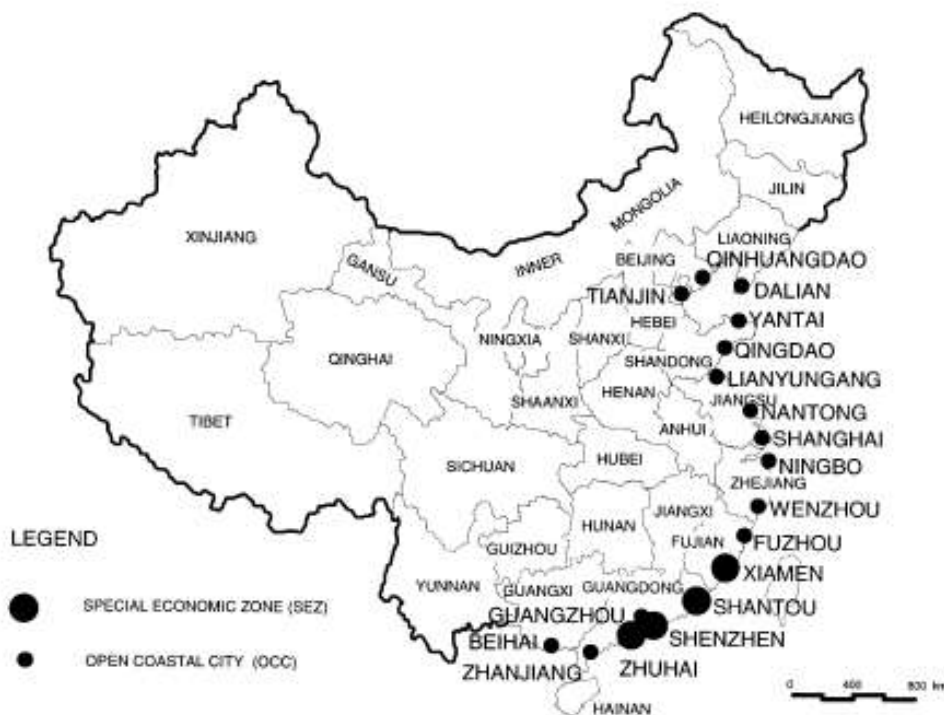 HEILONGJIANG
JILIN
MONGOLIA
LIAONING
XINJIANG
BEIJING
QINHUANGDAO
GANSU
INNER
TIANJIN
DALIAN
HEBEI
YANTAI
NINGXIA
SHANXI
QINGDAO
QINGHAI
SHANDONG
LIANYUNGANG
HENAN
JIANGSU
SHAANXI
NANTONG
TIBET
ANHUI
SHANGHAI
SICHUAN
HUBEI
NINGBO
ZHEJIANG
JIANGXI
WENZHOU
HUNAN
LEGEND
GUIZHOU
FUJIAN
FUZHOU
XIAMEN
YUNNAN
GUANGXI
GUANGDONG
SPECIAL ECONOMIC ZONE (SEZ)
SHANTOU
GUANGZHOU
BEIHAI
SHENZHEN
OPEN COASTAL CITY (OCC)
ZHANJIANG
ZHUHAI
0 400 800 km
HAINAN